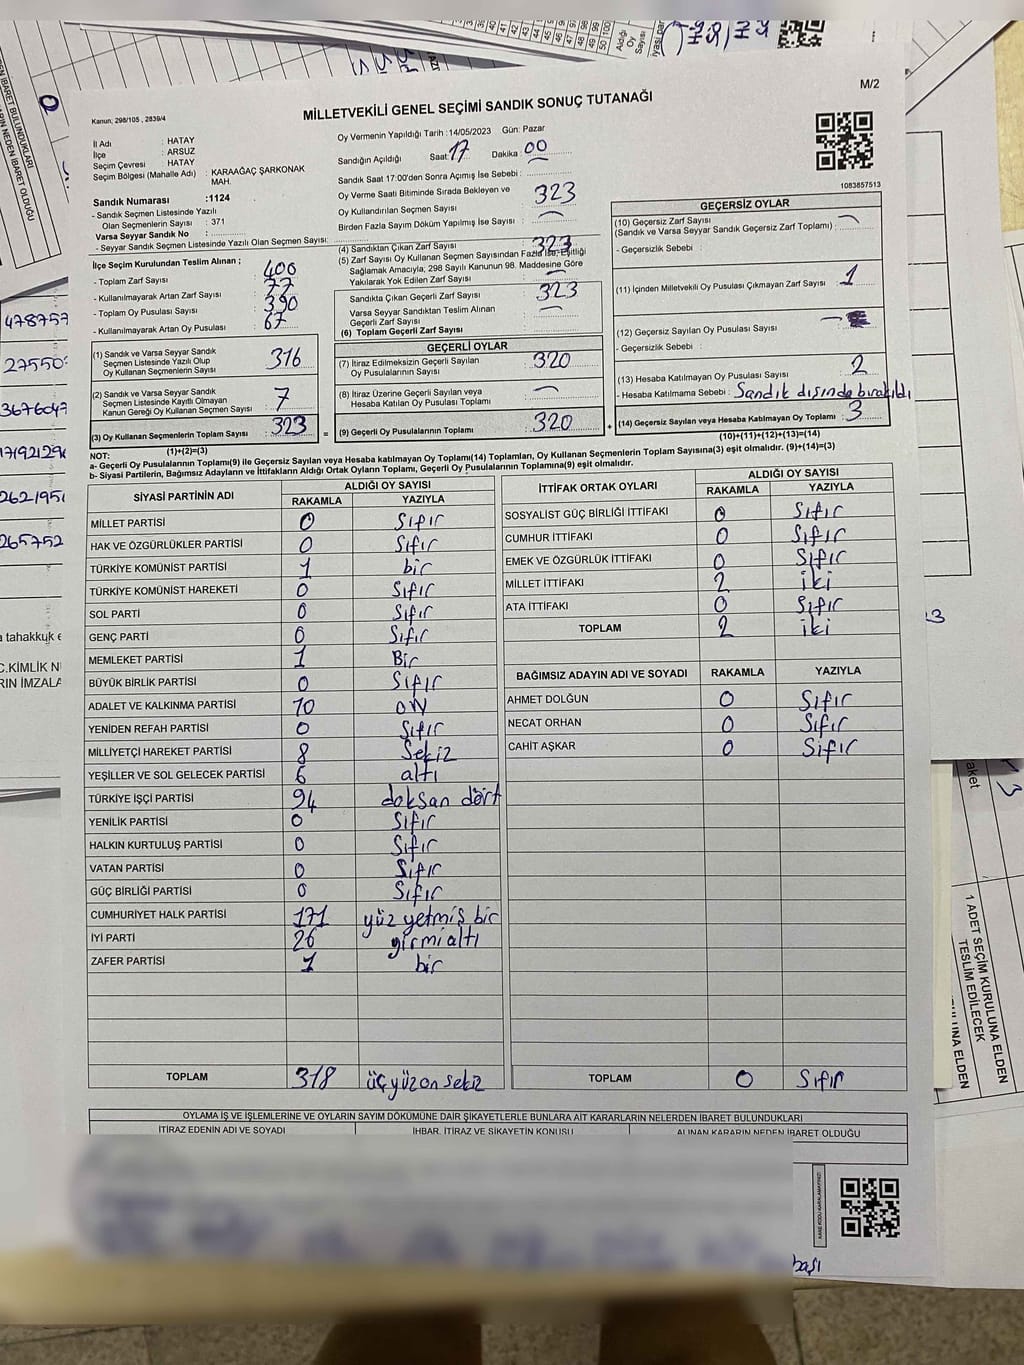 M/2
MİLLETVEKİLİ GENEL SEÇİMİ SANDIK SONUÇ TUTANAĞI
Kanun, 298/105 , 2839/4
İl Adı : HATAY
İlçe : ARSUZ
Seçim Çevresi : HATAY
Seçim Bölgesi (Mahalle Adı) : KARAAĞAÇ ŞARKONAK MAH.
Sandık Numarası :1124
- Sandık Seçmen Listesinde Yazılı
Olan Seçmenlerin Sayısı : 371
Varsa Seyyar Sandık No :
- Seyyar Sandık Seçmen Listesinde Yazılı Olan Seçmen Sayısı:
Oy Vermenin Yapıldığı Tarih :14/05/2023 Gün: Pazar
Sandığın Açıldığı Saat: 17 Dakika 00
Sandık Saat 17:00'den Sonra Açımış İse Sebebi :
Oy Verme Saati Bitiminde Sırada Bekleyen ve
Oy Kullandırılan Seçmen Sayısı : 323
Birden Fazla Sayım Döküm Yapılmış İse Sayısı :
(4) Sandıktan Çıkan Zarf Sayısı : 323
(5) Zarf Sayısı Oy Kullanan Seçmen Sayısından Fazla İse, Eşitliği
Sağlamak Amacıyla, 298 Sayılı Kanunun 98. Maddesine Göre
Yakılarak Yok Edilen Zarf Sayısı :
1083857513
İlçe Seçim Kurulundan Teslim Alınan ;
- Toplam Zarf Sayısı : 400
- Kullanılmayarak Artan Zarf Sayısı : 77
- Toplam Oy Pusulası Sayısı : 390
- Kullanılmayarak Artan Oy Pusulası : 67
Sandıkta Çıkan Geçerli Zarf Sayısı : 323
Varsa Seyyar Sandıktan Teslim Alınan
Geçerli Zarf Sayısı :
(6) Toplam Geçerli Zarf Sayısı
GEÇERSİZ OYLAR
(10) Geçersiz Zarf Sayısı
(Sandık ve Varsa Seyyar Sandık Geçersiz Zarf Toplamı) :
- Geçersizlik Sebebi :
(11) İçinden Milletvekili Oy Pusulası Çıkmayan Zarf Sayısı : 1
(12) Geçersiz Sayılan Oy Pusulası Sayısı :
- Geçersizlik Sebebi :
(13) Hesaba Katılmayan Oy Pusulası Sayısı : 2
- Hesaba Katılmama Sebebi : Sandık dışında bırakıldı
(14) Geçersiz Sayılan veya Hesaba Katılmayan Oy Toplamı : 3
(10)+(11)+(12)+(13)=(14)
(1) Sandık ve Varsa Seyyar Sandık
Seçmen Listesinde Yazılı Olup
Oy Kullanan Seçmenlerin Sayısı : 316
(2) Sandık ve Varsa Seyyar Sandık
Seçmen Listesinde Kayıtlı Olmayan
Kanun Gereği Oy Kullanan Seçmen Sayısı : 7
(3) Oy Kullanan Seçmenlerin Toplam Sayısı : 323
(1)+(2)=(3)
GEÇERLİ OYLAR
(7) İtiraz Edilmeksizin Geçerli Sayılan
Oy Pusulalarının Sayısı : 320
(8) İtiraz Üzerine Geçerli Sayılan veya
Hesaba Katılan Oy Pusulası Toplamı :
= (9) Geçerli Oy Pusulalarının Toplamı : 320 +
NOT:
a- Geçerli Oy Pusulalarının Toplamı(9) ile Geçersiz Sayılan veya Hesaba Katılmayan Oy Toplamı(14) Toplamları, Oy Kullanan Seçmenlerin Toplam Sayısına(3) eşit olmalıdır. (9)+(14)=(3)
b- Siyasi Partilerin, Bağımsız Adayların ve İttifakların Aldığı Ortak Oyların Toplamı, Geçerli Oy Pusulalarının Toplamına(9) eşit olmalıdır.
SİYASİ PARTİNİN ADI ALDIĞI OY SAYISI
RAKAMLA YAZIYLA
MİLLET PARTİSİ 0 Sıfır
HAK VE ÖZGÜRLÜKLER PARTİSİ 0 Sıfır
TÜRKİYE KOMÜNİST PARTİSİ 1 bir
TÜRKİYE KOMÜNİST HAREKETİ 0 Sıfır
SOL PARTİ 0 Sıfır
GENÇ PARTİ 0 Sıfır
MEMLEKET PARTİSİ 1 Bir
BÜYÜK BİRLİK PARTİSİ 0 Sıfır
ADALET VE KALKINMA PARTİSİ 10 on
YENİDEN REFAH PARTİSİ 0 Sıfır
MİLLİYETÇİ HAREKET PARTİSİ 8 Sekiz
YEŞİLLER VE SOL GELECEK PARTİSİ 6 altı
TÜRKİYE İŞÇİ PARTİSİ 94 doksan dört
YENİLİK PARTİSİ 0 Sıfır
HALKIN KURTULUŞ PARTİSİ 0 Sıfır
VATAN PARTİSİ 0 Sıfır
GÜÇ BİRLİĞİ PARTİSİ 0 Sıfır
CUMHURİYET HALK PARTİSİ 171 yüz yetmiş bir
İYİ PARTİ 26 yirmialtı
ZAFER PARTİSİ 1 bir
TOPLAM 318 üçyüzon sekiz
İTTİFAK ORTAK OYLARI ALDIĞI OY SAYISI
RAKAMLA YAZIYLA
SOSYALİST GÜÇ BİRLİĞİ İTTİFAKI 0 Sıfır
CUMHUR İTTİFAKI 0 Sıfır
EMEK VE ÖZGÜRLÜK İTTİFAKI 0 Sıfır
MİLLET İTTİFAKI 2 iki
ATA İTTİFAKI 0 Sıfır
TOPLAM 2 iki
BAĞIMSIZ ADAYIN ADI VE SOYADI RAKAMLA YAZIYLA
AHMET DOLĞUN 0 Sıfır
NECAT ORHAN 0 Sıfır
CAHİT AŞKAR 0 Sıfır
TOPLAM 0 Sıfır
OYLAMA İŞ VE İŞLEMLERİNE VE OYLARIN SAYIM DÖKÜMÜNE DAİR ŞİKAYETLERLE BUNLARA AİT KARARLARIN NELERDEN İBARET BULUNDUKLARI
İTİRAZ EDENİN ADI VE SOYADI İHBAR, İTİRAZ VE ŞİKAYETİN KONUSU ALINAN KARARIN NEDEN İBARET OLDUĞU
başı
1 ADET SEÇİM KURULUNA ELDEN
TESLİM EDİLECEK